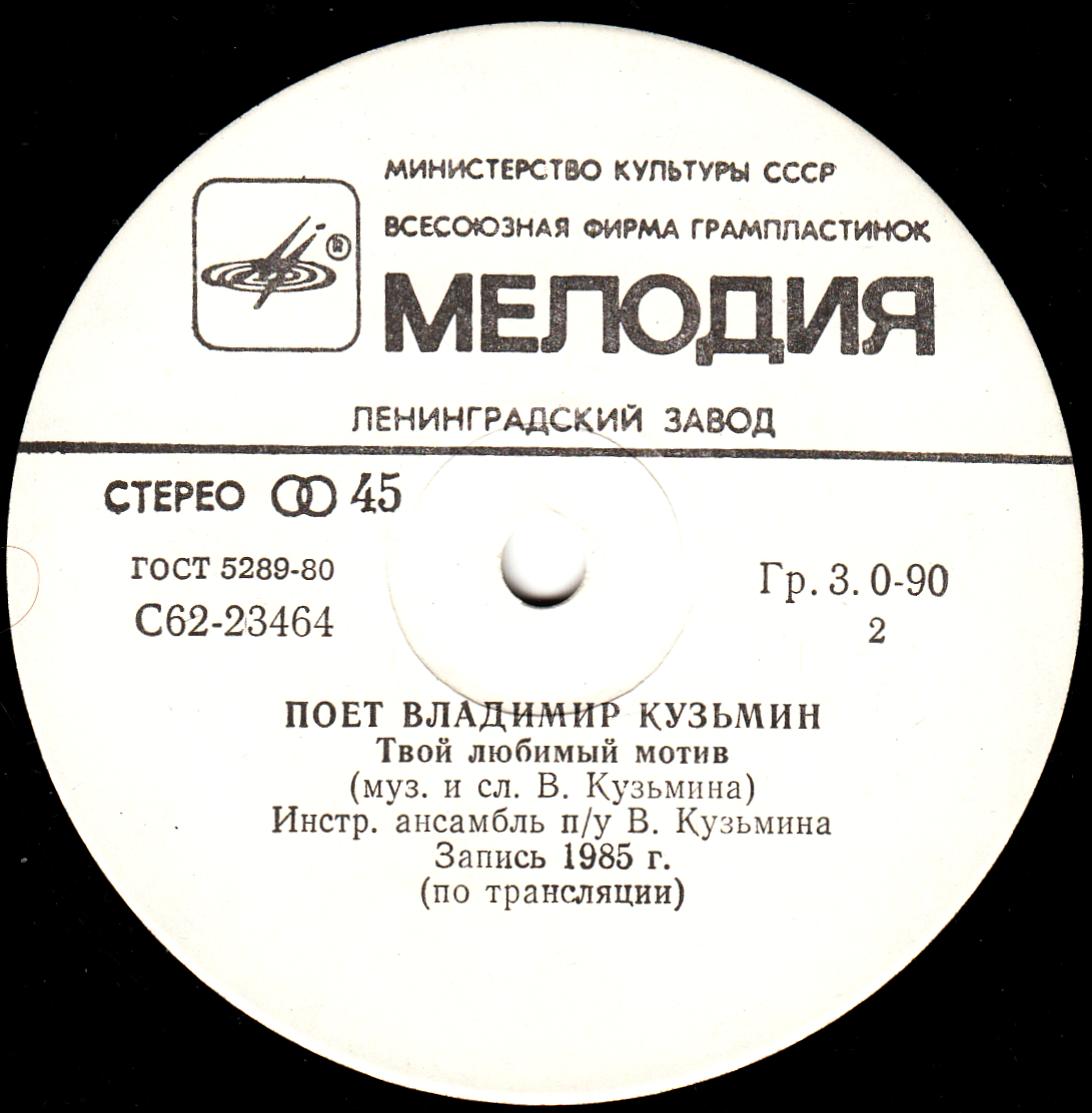 МИНИСТЕРСТВО КУЛЬТУРЫ СССР
ВСЕСОЮЗНАЯ ФИРМА ГРАМПЛАСТИНОК
®
МЕЛОДИЯ
ЛЕНИНГРАДСКИЙ ЗАВОД
СТЕРЕО 45
ГОСТ 5289-80
С62-23464
Гр. 3. 0-90
2
ПОЕТ ВЛАДИМИР КУЗЬМИН
Твой любимый мотив
(муз. и сл. В. Кузьмина)
Инстр. ансамбль п/у В. Кузьмина
Запись 1985 г.
(по трансляции)